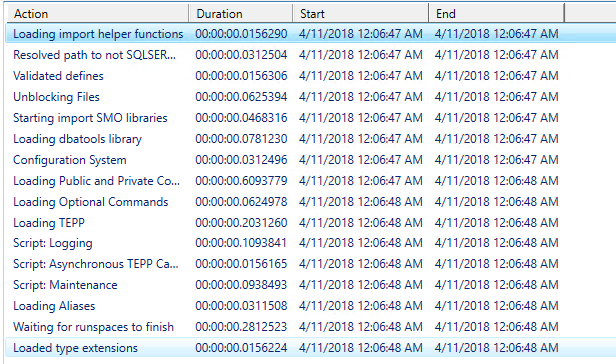 Action Duration Start End
Loading import helper functions 00:00:00.0156290 4/11/2018 12:06:47 AM 4/11/2018 12:06:47 AM
Resolved path to not SQLSER... 00:00:00.0312504 4/11/2018 12:06:47 AM 4/11/2018 12:06:47 AM
Validated defines 00:00:00.0156306 4/11/2018 12:06:47 AM 4/11/2018 12:06:47 AM
Unblocking Files 00:00:00.0625394 4/11/2018 12:06:47 AM 4/11/2018 12:06:47 AM
Starting import SMO libraries 00:00:00.0468316 4/11/2018 12:06:47 AM 4/11/2018 12:06:47 AM
Loading dbatools library 00:00:00.0781230 4/11/2018 12:06:47 AM 4/11/2018 12:06:47 AM
Configuration System 00:00:00.0312496 4/11/2018 12:06:47 AM 4/11/2018 12:06:47 AM
Loading Public and Private Co... 00:00:00.6093779 4/11/2018 12:06:47 AM 4/11/2018 12:06:48 AM
Loading Optional Commands 00:00:00.0624978 4/11/2018 12:06:48 AM 4/11/2018 12:06:48 AM
Loading TEPP 00:00:00.2031260 4/11/2018 12:06:48 AM 4/11/2018 12:06:48 AM
Script: Logging 00:00:00.1093841 4/11/2018 12:06:48 AM 4/11/2018 12:06:48 AM
Script: Asynchronous TEPP Ca... 00:00:00.0156165 4/11/2018 12:06:48 AM 4/11/2018 12:06:48 AM
Script: Maintenance 00:00:00.0938493 4/11/2018 12:06:48 AM 4/11/2018 12:06:48 AM
Loading Aliases 00:00:00.0311508 4/11/2018 12:06:48 AM 4/11/2018 12:06:48 AM
Waiting for runspaces to finish 00:00:00.2812523 4/11/2018 12:06:48 AM 4/11/2018 12:06:48 AM
Loaded type extensions 00:00:00.0156224 4/11/2018 12:06:48 AM 4/11/2018 12:06:48 AM